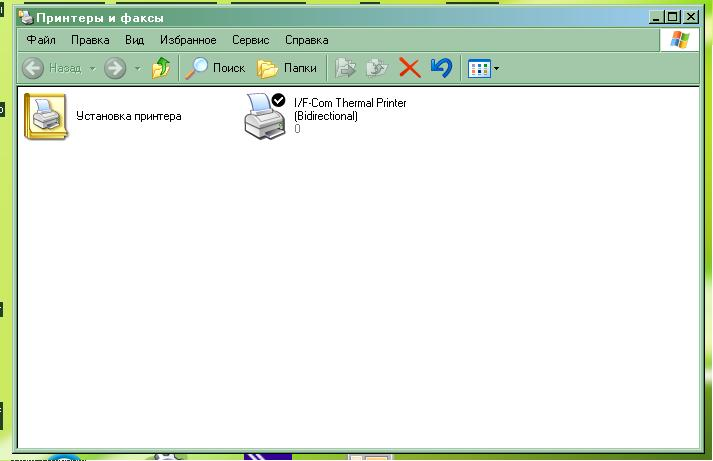 Принтеры и факсы
Файл Правка Вид Избранное Сервис Справка
Назад Поиск Папки
Установка принтера
I/F-Com Thermal Printer
(Bidirectional)
0